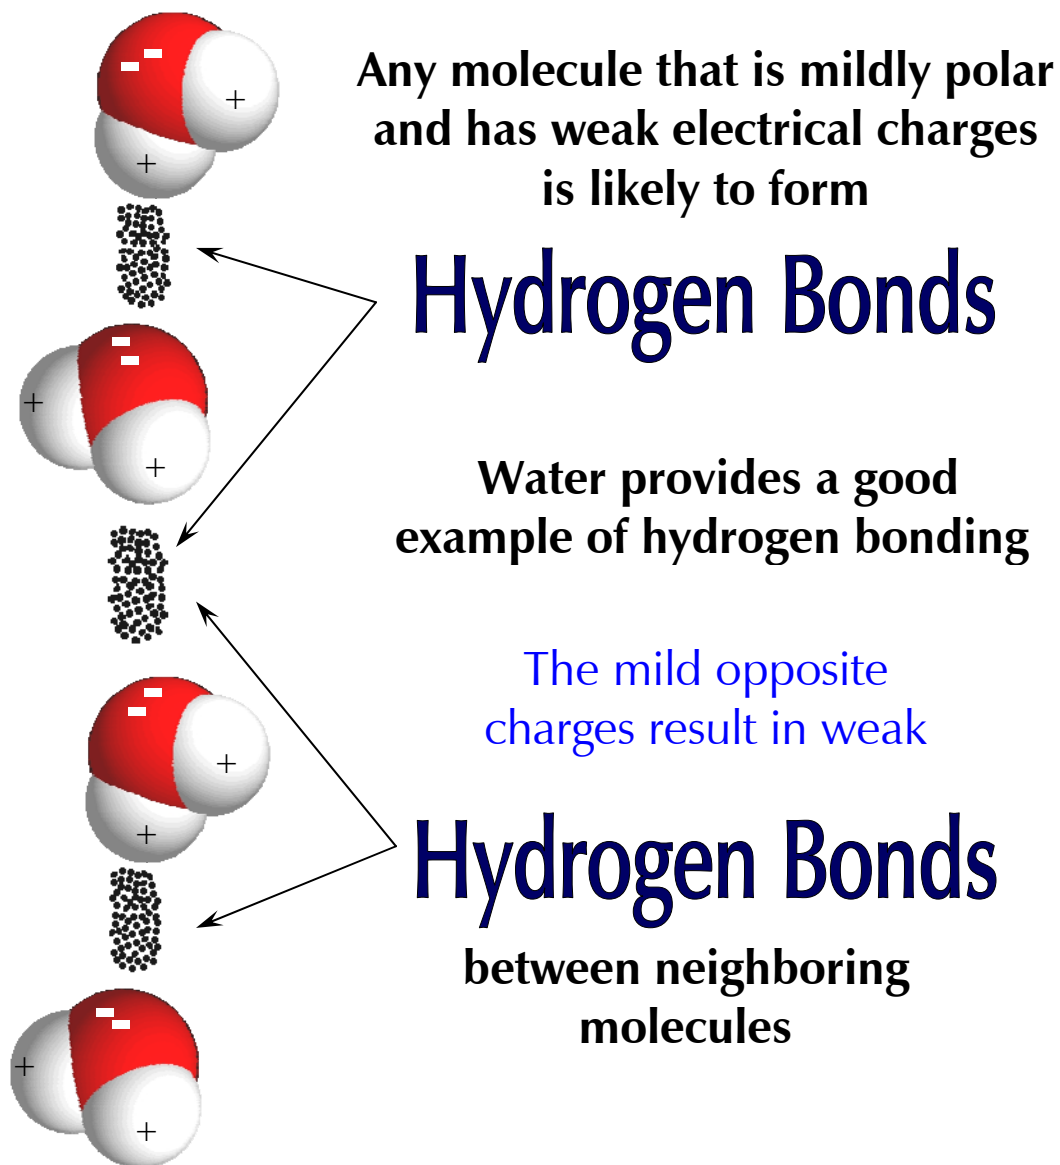 Any molecule that is mildly polar
and has weak electrical charges
is likely to form
Hydrogen Bonds
Water provides a good
example of hydrogen bonding
The mild opposite
charges result in weak
Hydrogen Bonds
between neighboring
molecules
+
+
+
+
+
+
+
+